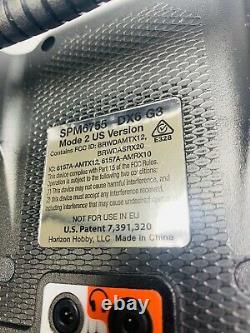 SPM6755 DX6 G3
Mode 2 US Version
Contains FCC ID: BRWDAMTX12,
BRWDASRX20
IC: 6157A-AMTX12, 6157A-AMRX10
This device complies with Part 15 of the FCC Rules.
Operation is subject to the following two conditions:
1) This device may not cause harmful interference, and
2) this device must accept any interference received,
including interference that may cause undesired operation.
E328
NOT FOR USE IN EU
U.S. Patent 7,391,320
Horizon Hobby, LLC Made in China